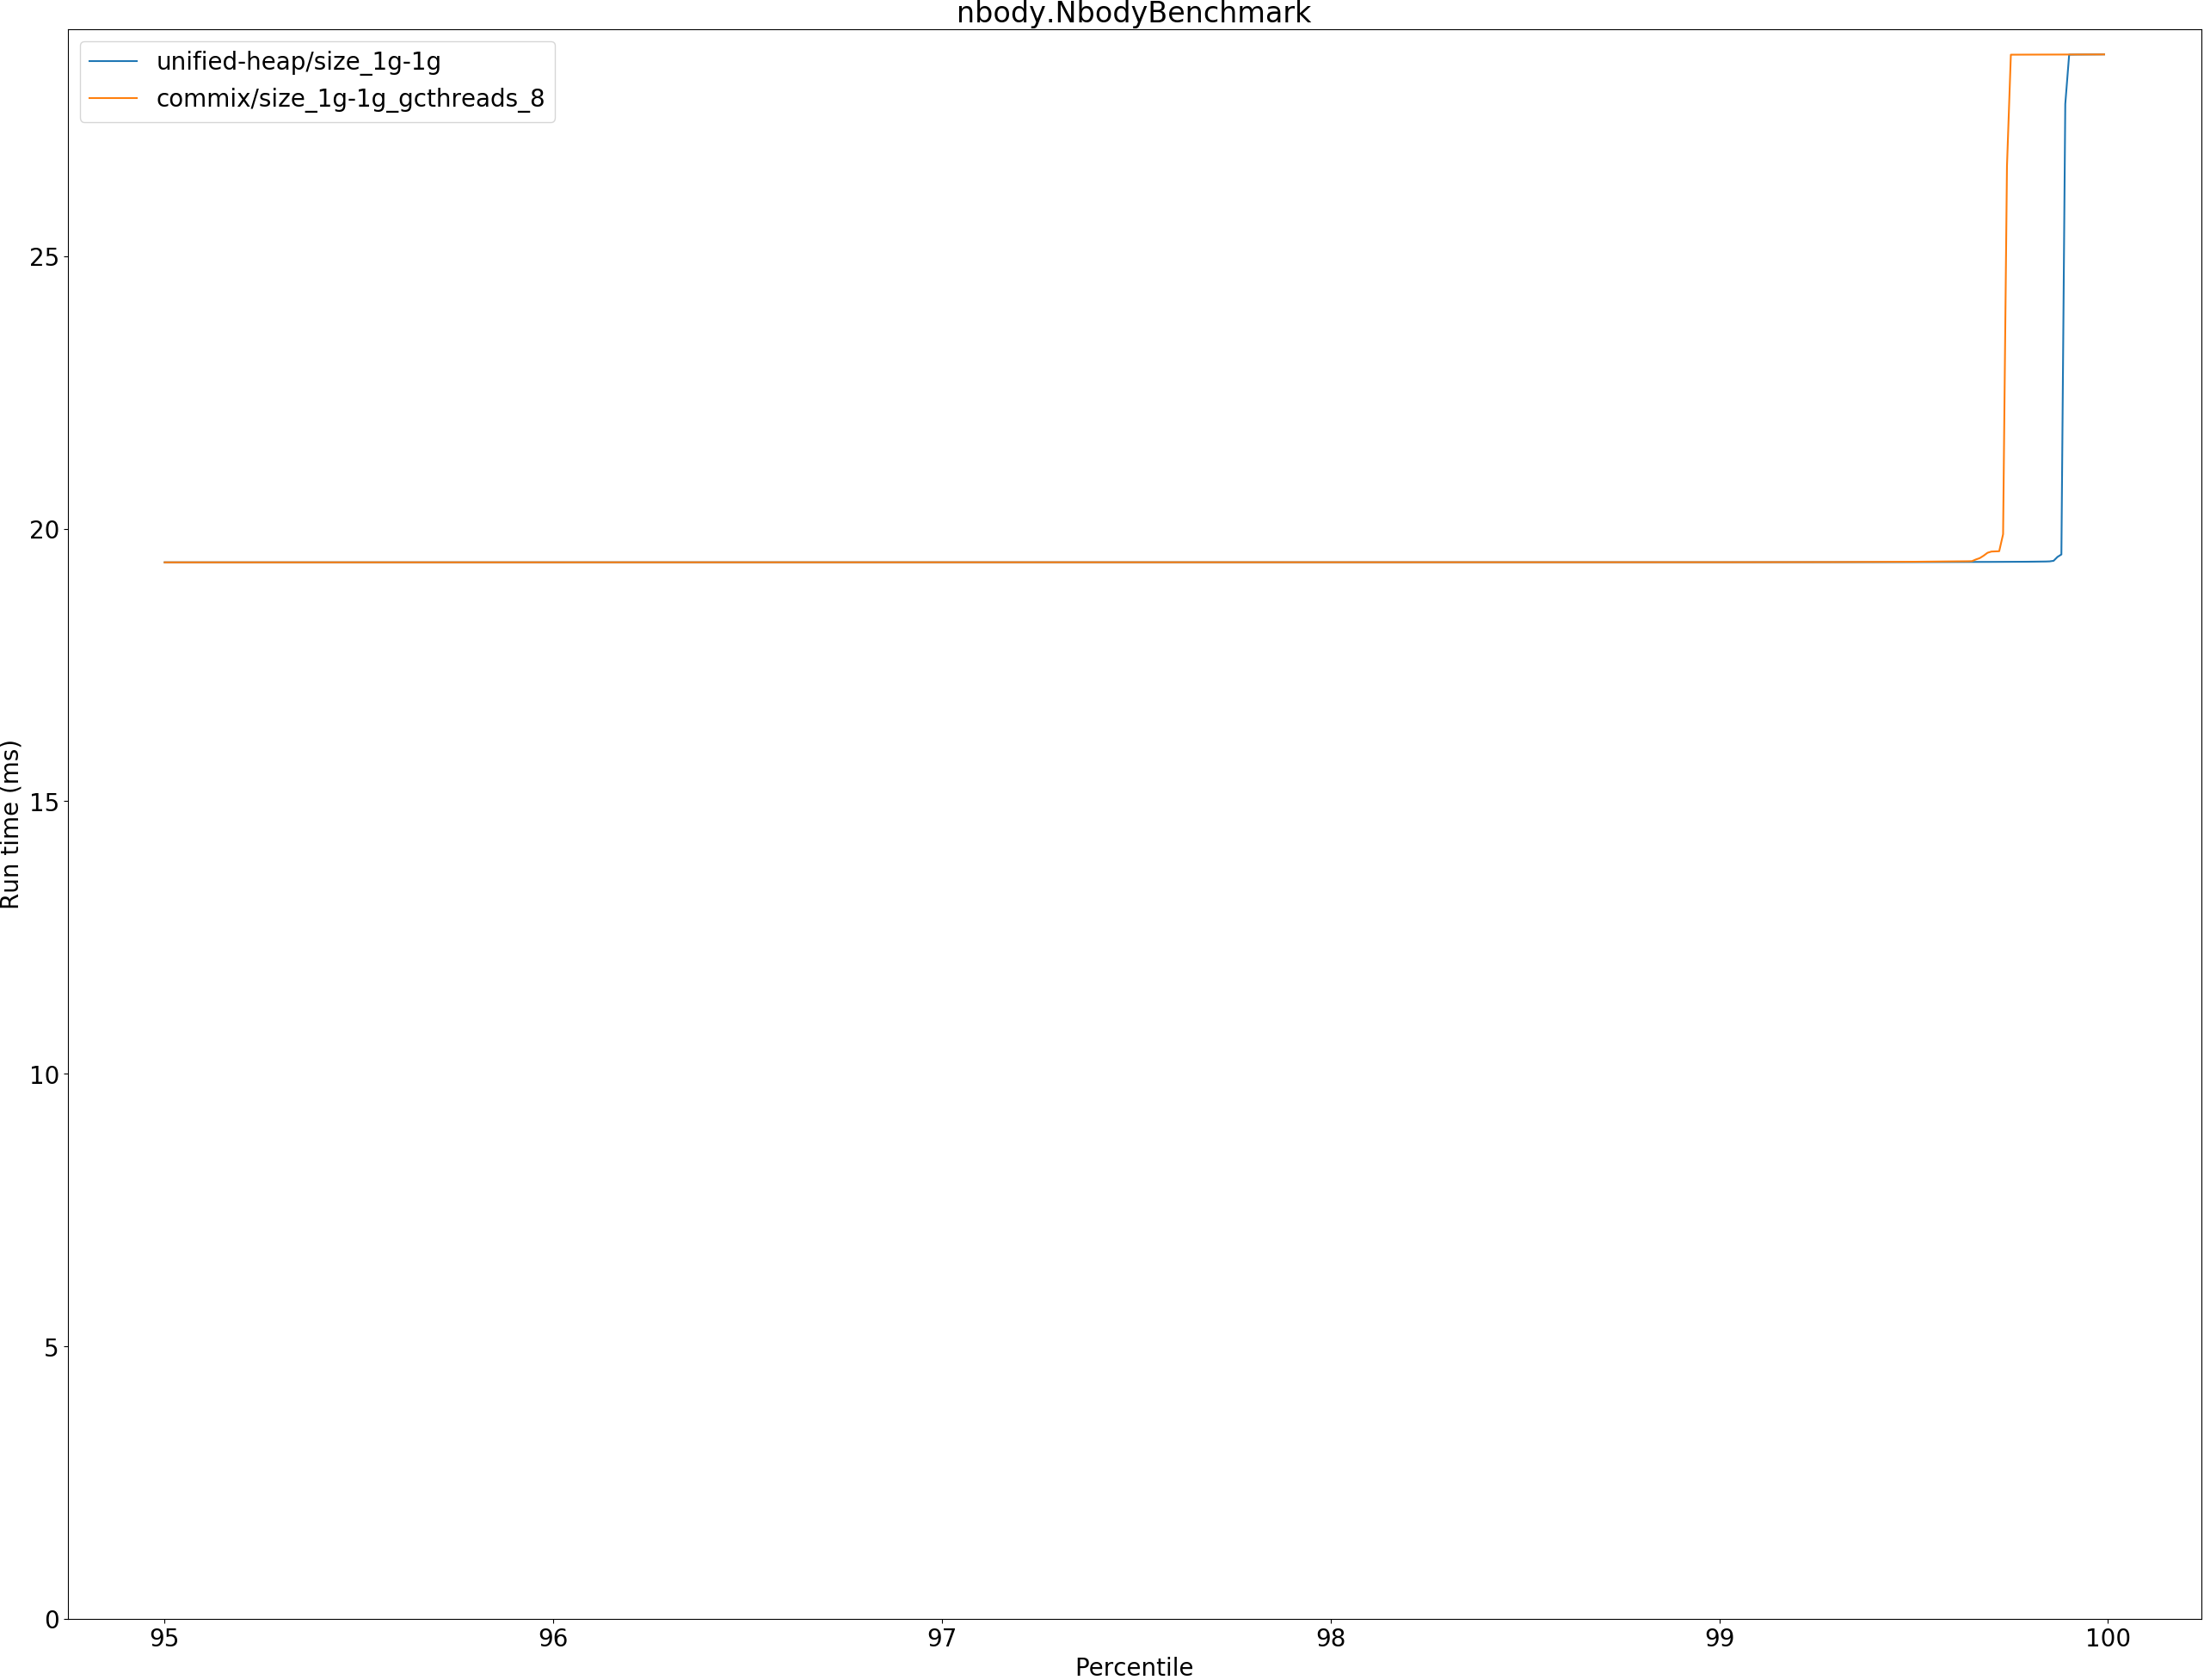 nbody.NbodyBenchmark
unified-heap/size_1g-1g
commix/size_1g-1g_gcthreads_8
25
20
15
10
5
0
Run time (ms)
95 96 97 98 99 100
Percentile